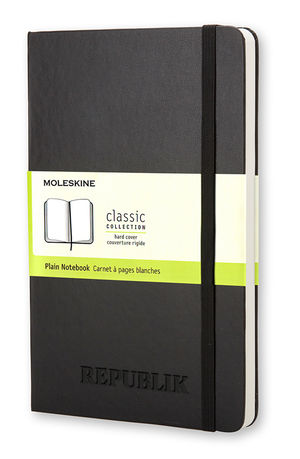 MOLESKINE
classic
COLLECTION
hard cover
couverture rigide
Plain Notebook Carnet à pages blanches
REPUBLIK